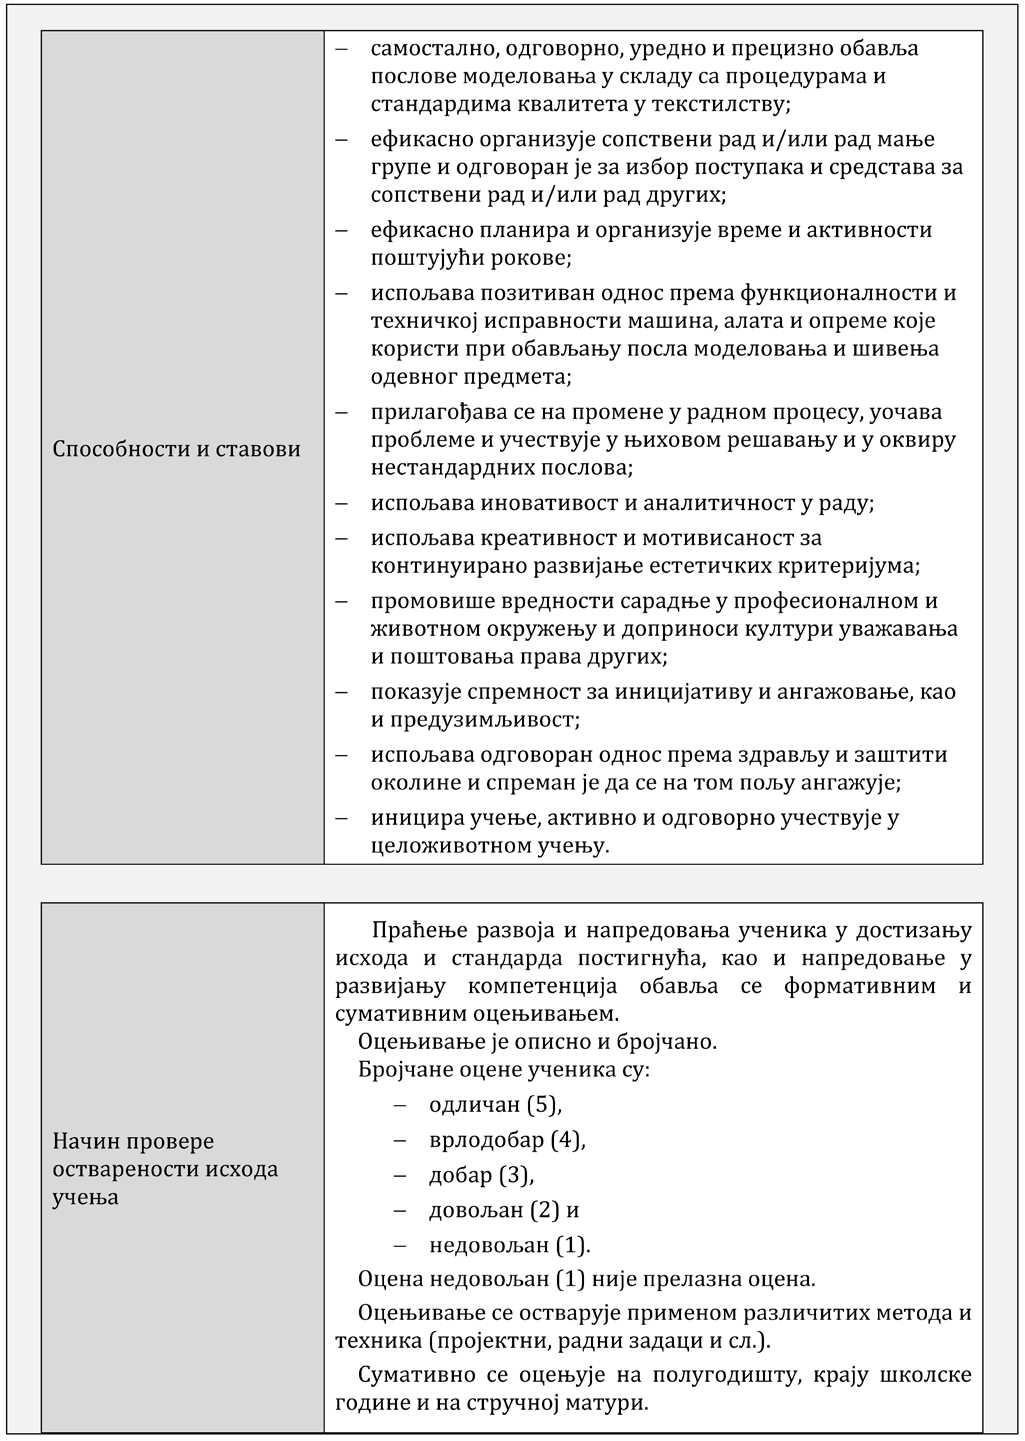 Способности и ставови
– самостално, одговорно, уредно и прецизно обавља
послове моделовања у складу са процедурама и
стандардима квалитета у текстилству;
– ефикасно организује сопствени рад и/или рад мање
групе и одговоран је за избор поступака и средстава за
сопствени рад и/или рад других;
– ефикасно планира и организује време и активности
поштујући рокове;
– испољава позитиван однос према функционалности и
техничкој исправности машина, алата и опреме које
користи при обављању посла моделовања и шивења
одевног предмета;
– прилагођава се на промене у радном процесу, уочава
проблеме и учествује у њиховом решавању и у оквиру
нестандардних послова;
– испољава иновативост и аналитичност у раду;
– испољава креативност и мотивисаност за
континуирано развијање естетичких критеријума;
– промовише вредности сарадње у професионалном и
животном окружењу и доприноси култури уважавања
и поштовања права других;
– показује спремност за иницијативу и ангажовање, као
и предузимљивост;
– испољава одговоран однос према здрављу и заштити
околине и спреман је да се на том пољу ангажује;
– иницира учење, активно и одговорно учествује у
целоживотном учењу.
Начин провере
остварености исхода
учења
Праћење развоја и напредовања ученика у достизању
исхода и стандарда постигнућа, као и напредовање у
развијању компетенција обавља се формативним и
сумативним оцењивањем.
Оцењивање је описно и бројчано.
Бројчане оцене ученика су:
– одличан (5),
– врлодобар (4),
– добар (3),
– довољан (2) и
– недовољан (1).
Оцена недовољан (1) није прелазна оцена.
Оцењивање се остварује применом различитих метода и
техника (пројектни, радни задаци и сл.).
Сумативно се оцењује на полугодишту, крају школске
године и на стручној матури.